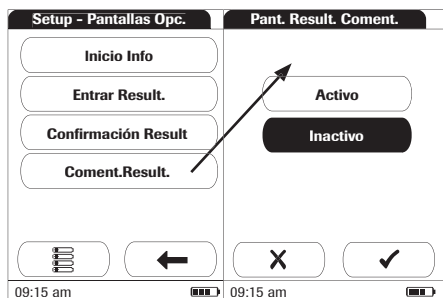 Setup - Pantallas Opc.
Inicio Info
Entrar Result.
Confirmación Result
Coment.Result.
09:15 am
Pant. Result. Coment.
Activo
Inactivo
09:15 am